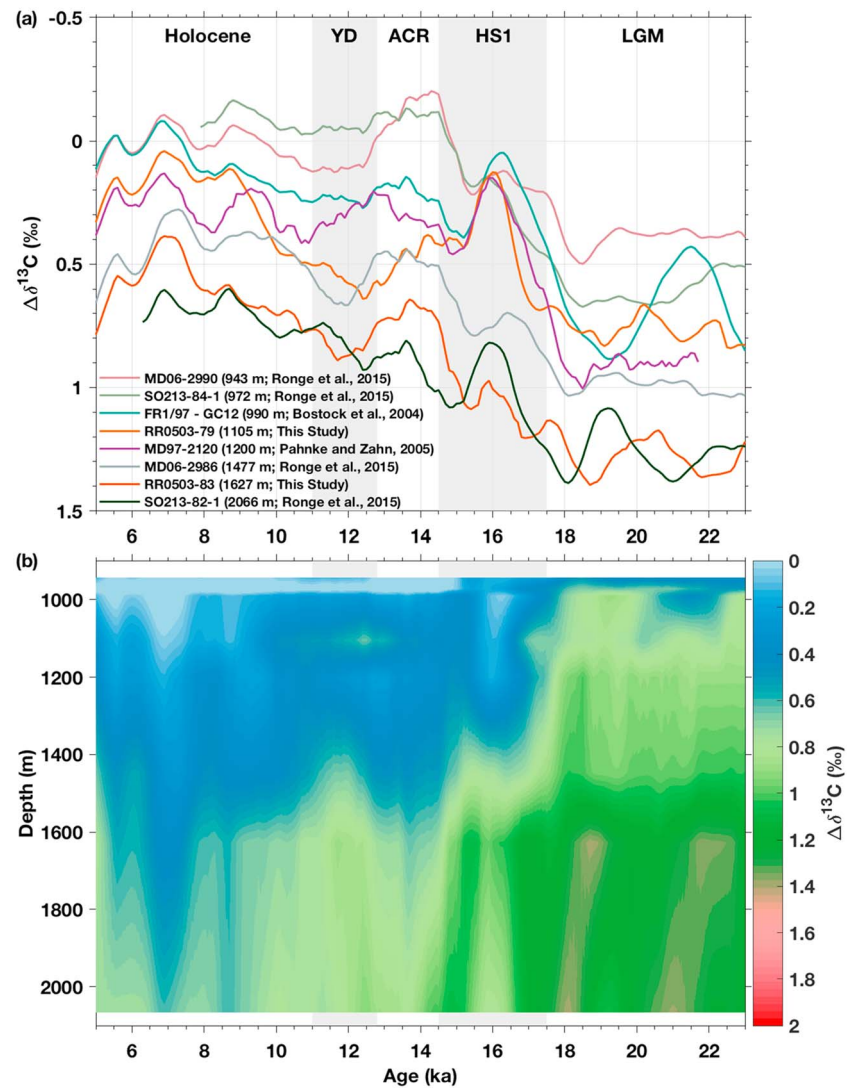 (a)
-0.5
0
0.5
1
1.5
Δδ¹³C (‰)
Holocene YD ACR HS1 LGM
MD06-2990 (943 m; Ronge et al., 2015)
SO213-84-1 (972 m; Ronge et al., 2015)
FR1/97 - GC12 (990 m; Bostock et al., 2004)
RR0503-79 (1105 m; This Study)
MD97-2120 (1200 m; Pahnke and Zahn, 2005)
MD06-2986 (1477 m; Ronge et al., 2015)
RR0503-83 (1627 m; This Study)
SO213-82-1 (2066 m; Ronge et al., 2015)
6 8 10 12 14 16 18 20 22
(b)
1000
1200
1400
1600
1800
2000
Depth (m)
6 8 10 12 14 16 18 20 22
Age (ka)
0
0.2
0.4
0.6
0.8
1
1.2
1.4
1.6
1.8
2
Δδ¹³C (‰)